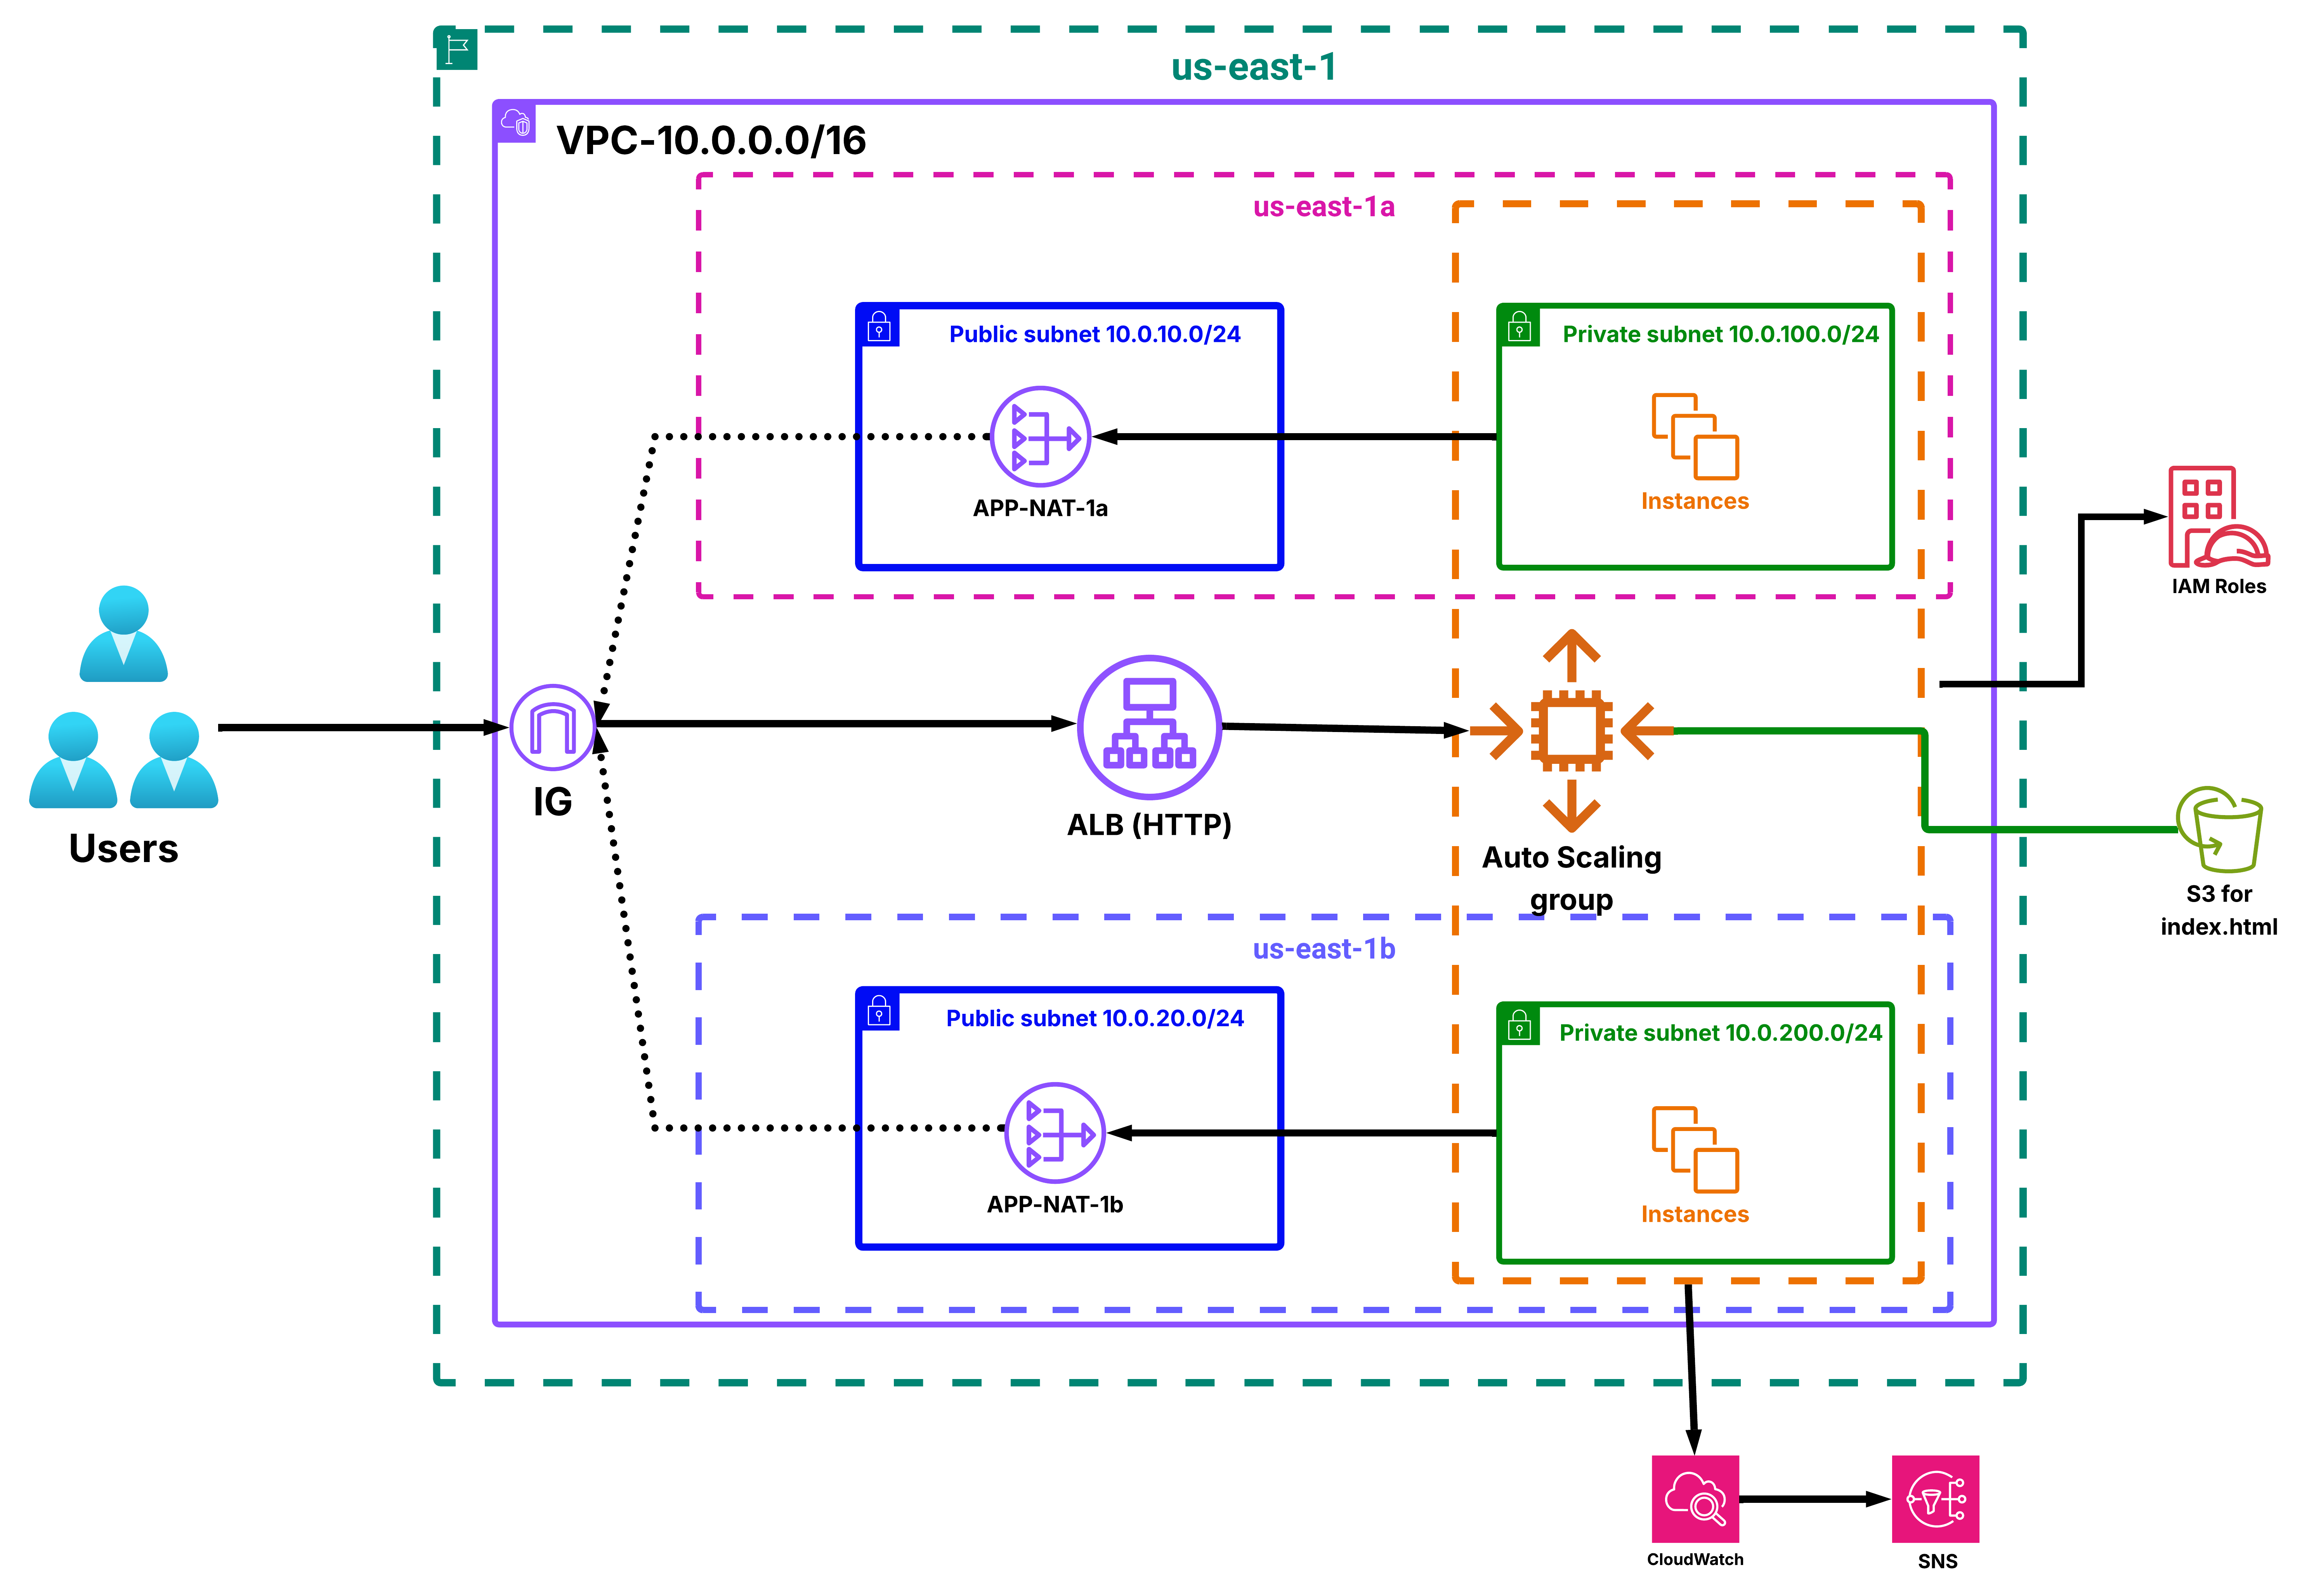 us-east-1
VPC-10.0.0.0/16
us-east-1a
Public subnet 10.0.10.0/24
Private subnet 10.0.100.0/24
APP-NAT-1a
Instances
IAM Roles
Users
IG
ALB (HTTP)
Auto Scaling
group
S3 for
index.html
us-east-1b
Public subnet 10.0.20.0/24
Private subnet 10.0.200.0/24
APP-NAT-1b
Instances
CloudWatch
SNS